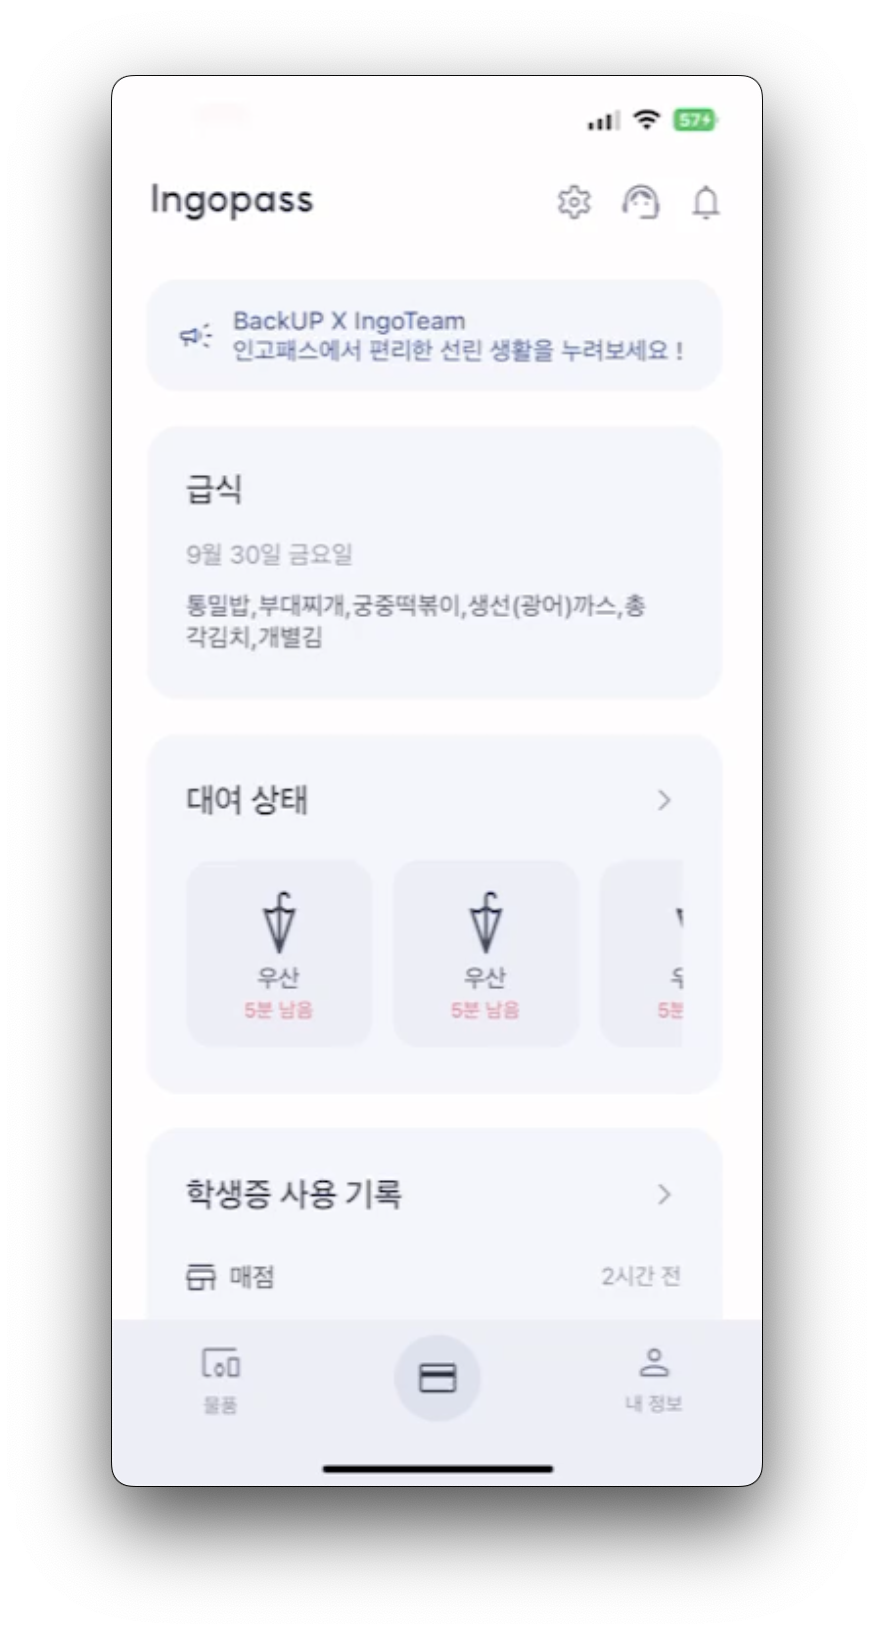 57
Ingopass
BackUP X IngoTeam
인고패스에서 편리한 선린 생활을 누려보세요 !
급식
9월 30일 금요일
통밀밥,부대찌개,궁중떡볶이,생선(광어)까스,총
각김치,개별김
대여 상태
우산 우산 우
5분 남음 5분 남음 5분
학생증 사용 기록
매점 2시간 전
물품 내 정보